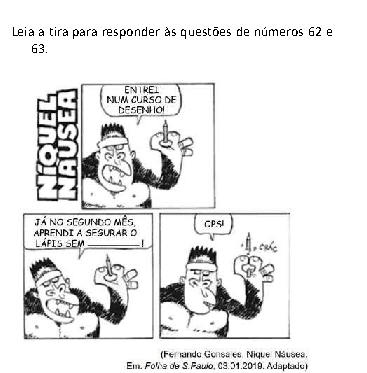 Leia a tira para responder às questões de números 62 e
63.
NÍQUEL
NÁUSEA
ENTREI
NUM CURSO DE
DESENHO!
JÁ NO SEGUNDO MÊS,
APRENDI A SEGURAR O
LÁPIS SEM ________!
OPS!
CRÁC
(Fernando Gonsales. Níquel Náusea.
Em: Folha de S.Paulo, 03.01.2019. Adaptado)